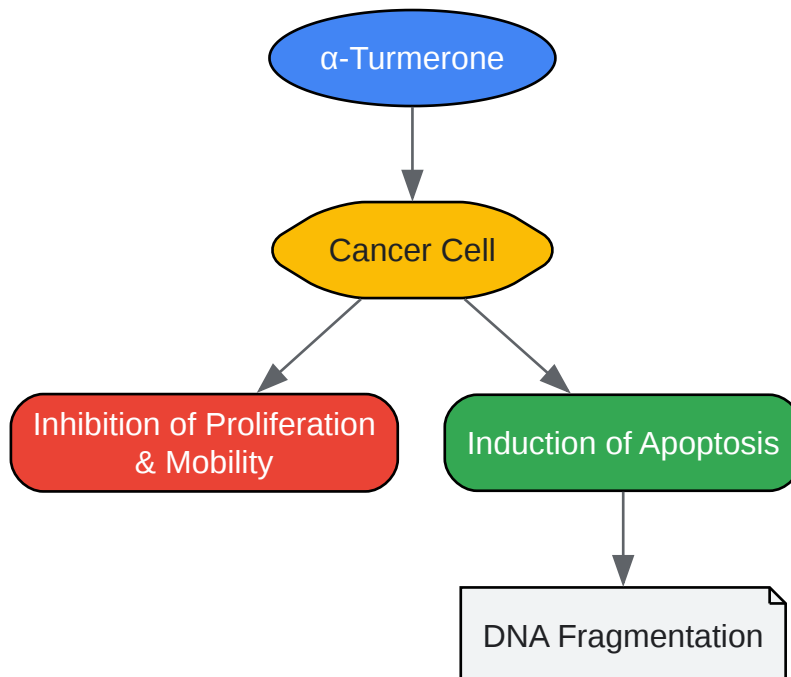 α-Turmerone
Cancer Cell
Inhibition of Proliferation
& Mobility
Induction of Apoptosis
DNA Fragmentation